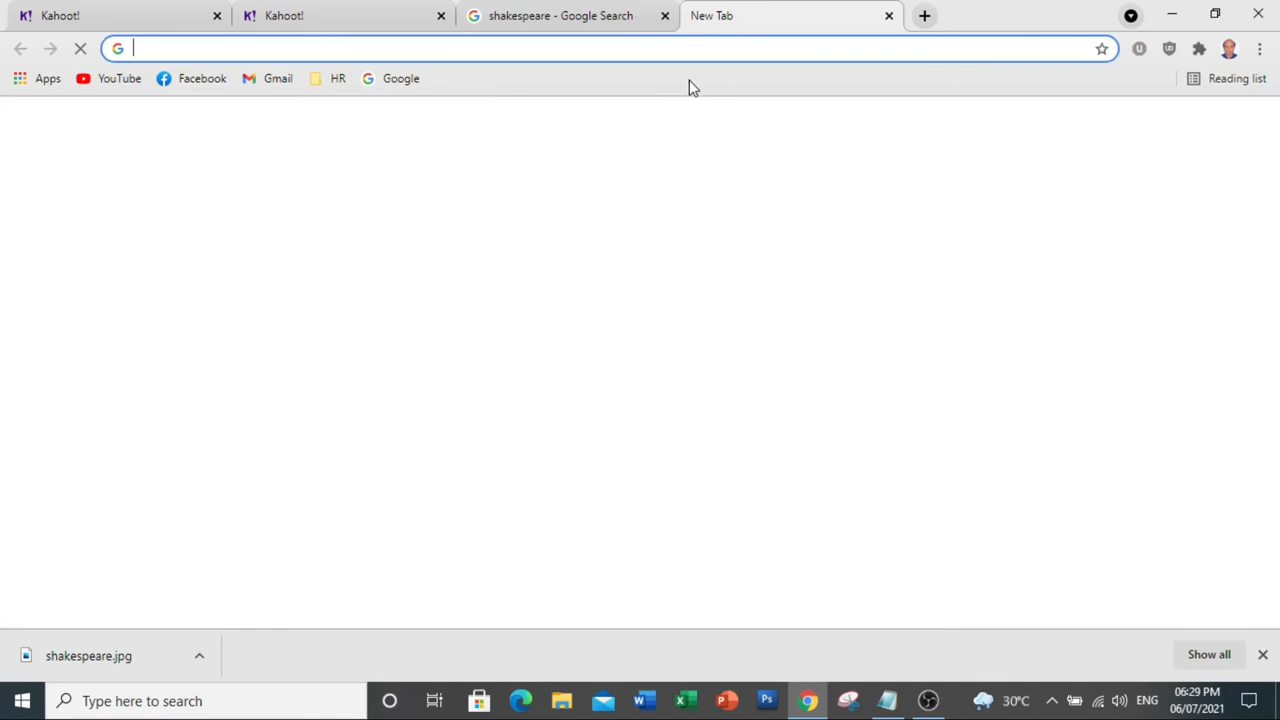 K! Kahoot! K! Kahoot! shakespeare - Google Search New Tab
Apps YouTube Facebook Gmail HR Google Reading list
shakespeare.jpg Show all
Type here to search 30°C ENG 06:29 PM
06/07/2021